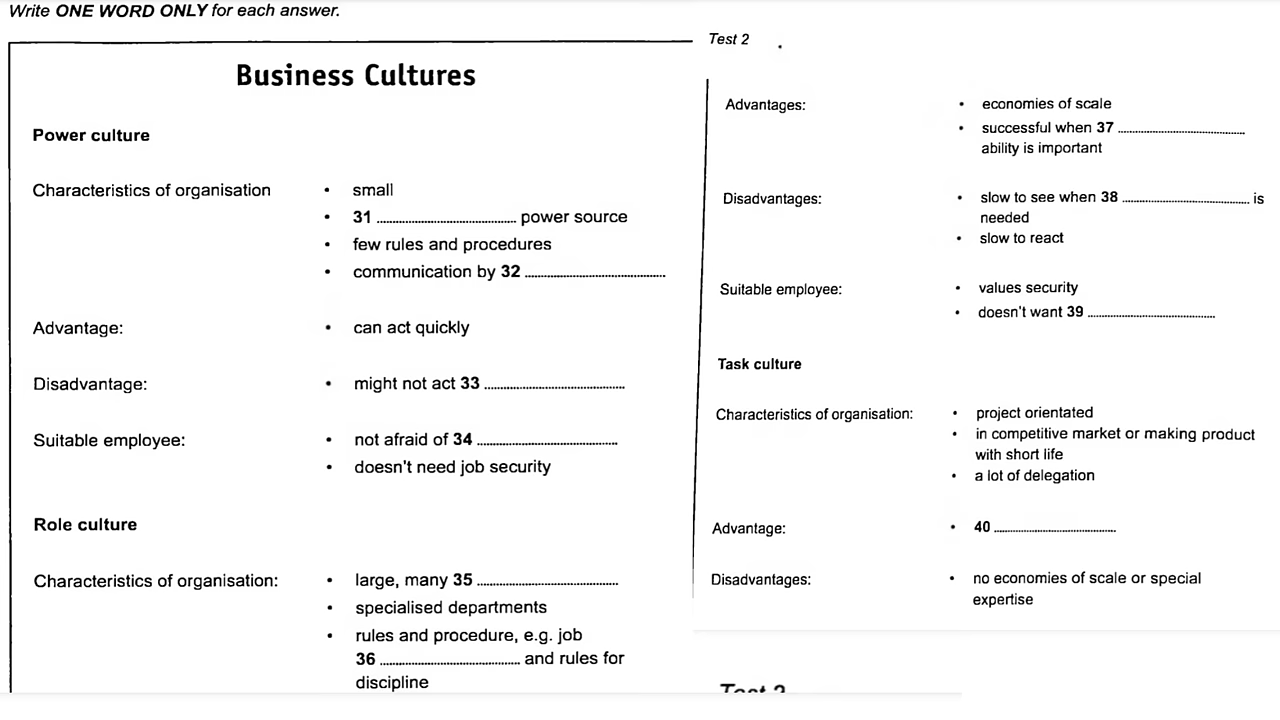 Write ONE WORD ONLY for each answer.
Business Cultures
Power culture
Characteristics of organisation
• small
• 31 ........................................ power source
• few rules and procedures
• communication by 32 ........................................
Advantage:
• can act quickly
Disadvantage:
• might not act 33 ........................................
Suitable employee:
• not afraid of 34 ........................................
• doesn't need job security
Role culture
Characteristics of organisation:
• large, many 35 ........................................
• specialised departments
• rules and procedure, e.g. job
36 ........................................ and rules for
discipline
Test 2
Advantages:
• economies of scale
• successful when 37 ........................................
ability is important
Disadvantages:
• slow to see when 38 ........................................ is
needed
• slow to react
Suitable employee:
• values security
• doesn't want 39 ........................................
Task culture
Characteristics of organisation:
• project orientated
• in competitive market or making product
with short life
• a lot of delegation
Advantage:
• 40 ........................................
Disadvantages:
• no economies of scale or special
expertise